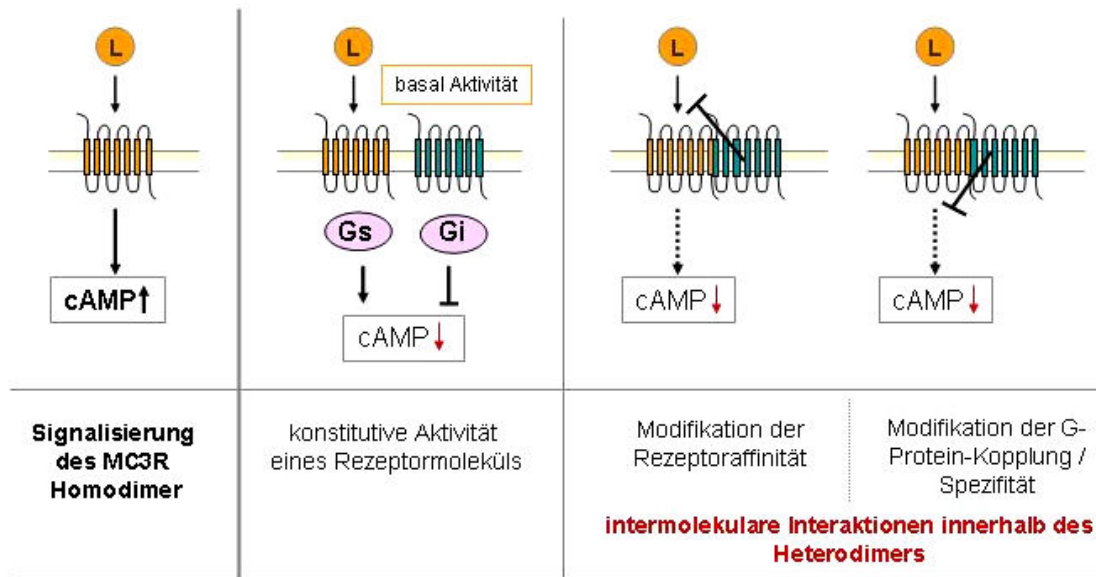 L
cAMP↑
Signalisierung
des MC3R
Homodimer
L
basal Aktivität
Gs
Gi
cAMP↓
konstitutive Aktivität
eines Rezeptormoleküls
L
cAMP↓
Modifikation der
Rezeptoraffinität
L
cAMP↓
Modifikation der G-
Protein-Kopplung /
Spezifität
intermolekulare Interaktionen innerhalb des
Heterodimers